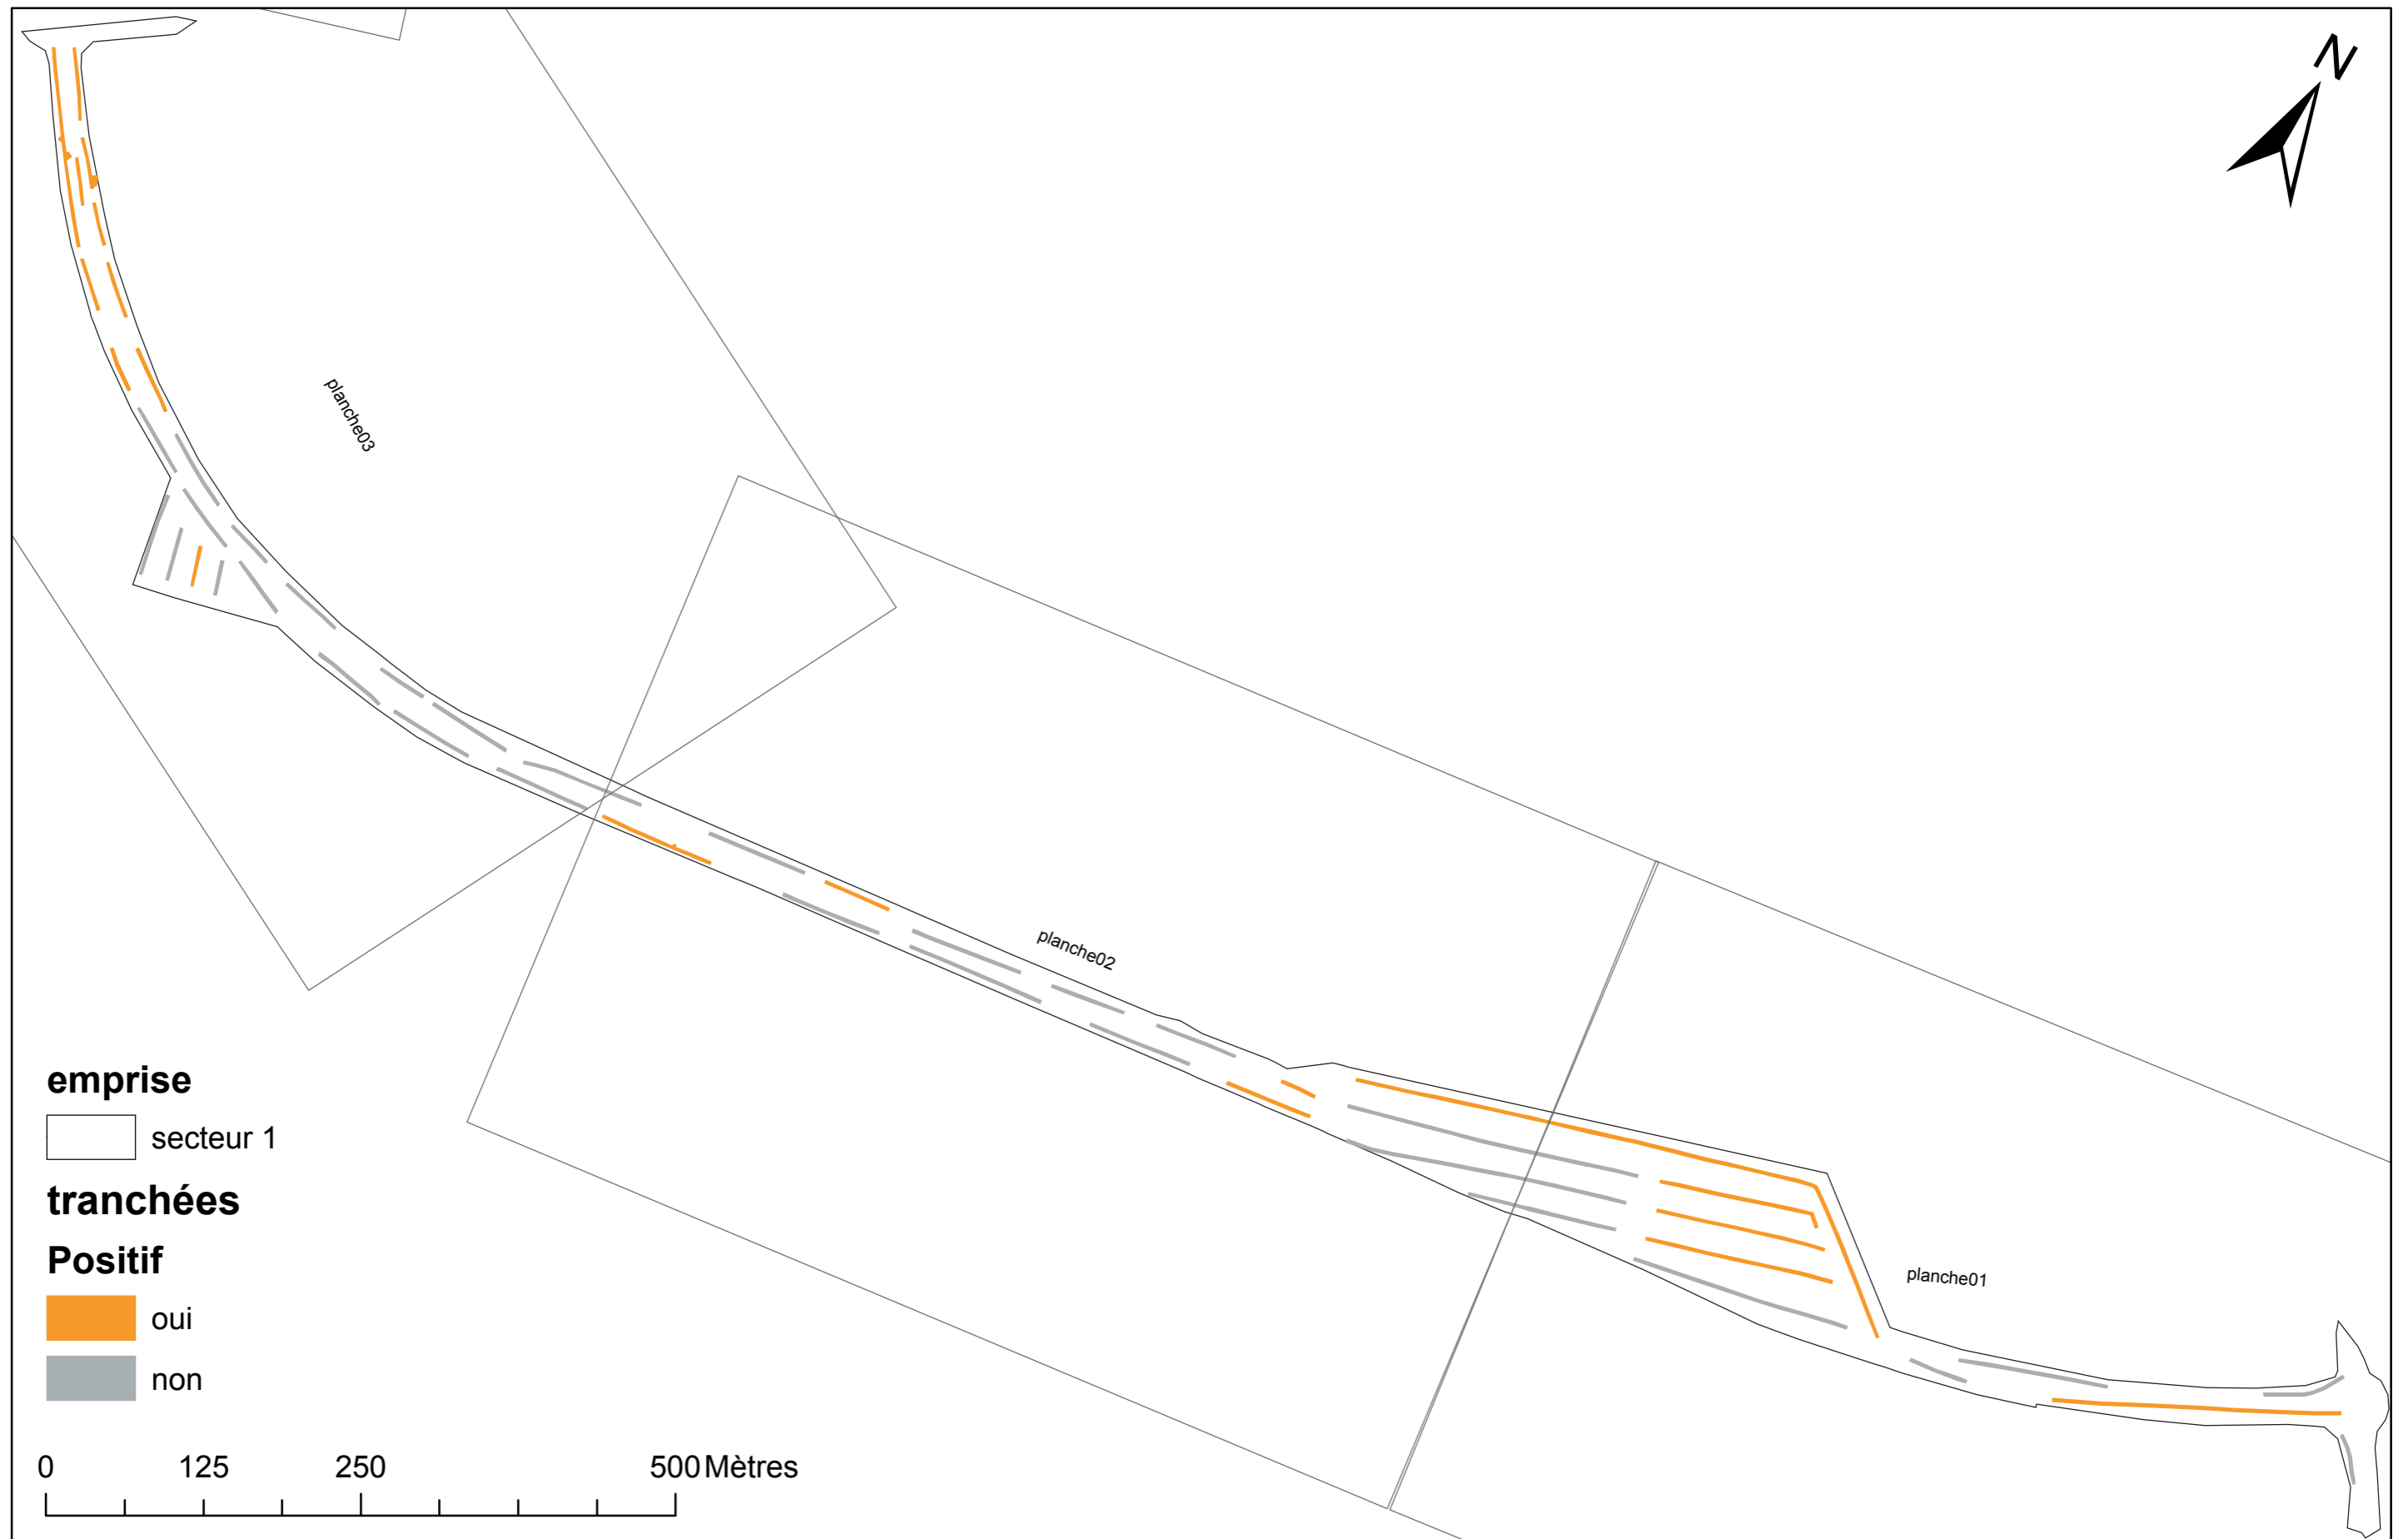 N
planche03
planche02
planche01
emprise
secteur 1
tranchées
Positif
oui
non
0 125 250 500 Mètres